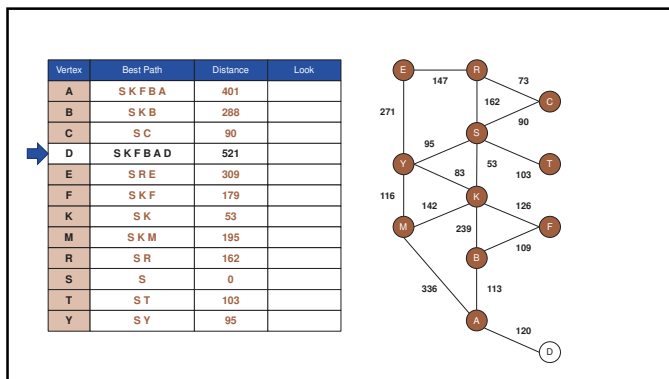 Vertex Best Path Distance Look
A S K F B A 401
B S K B 288
C S C 90
D S K F B A D 521
E S R E 309
F S K F 179
K S K 53
M S K M 195
R S R 162
S S 0
T S T 103
Y S Y 95
E R
147 73
C
271 162 90
S
95 53 T
Y 83 103
116 K
142 126
M 239 F
109
B
336 113
A
120
D